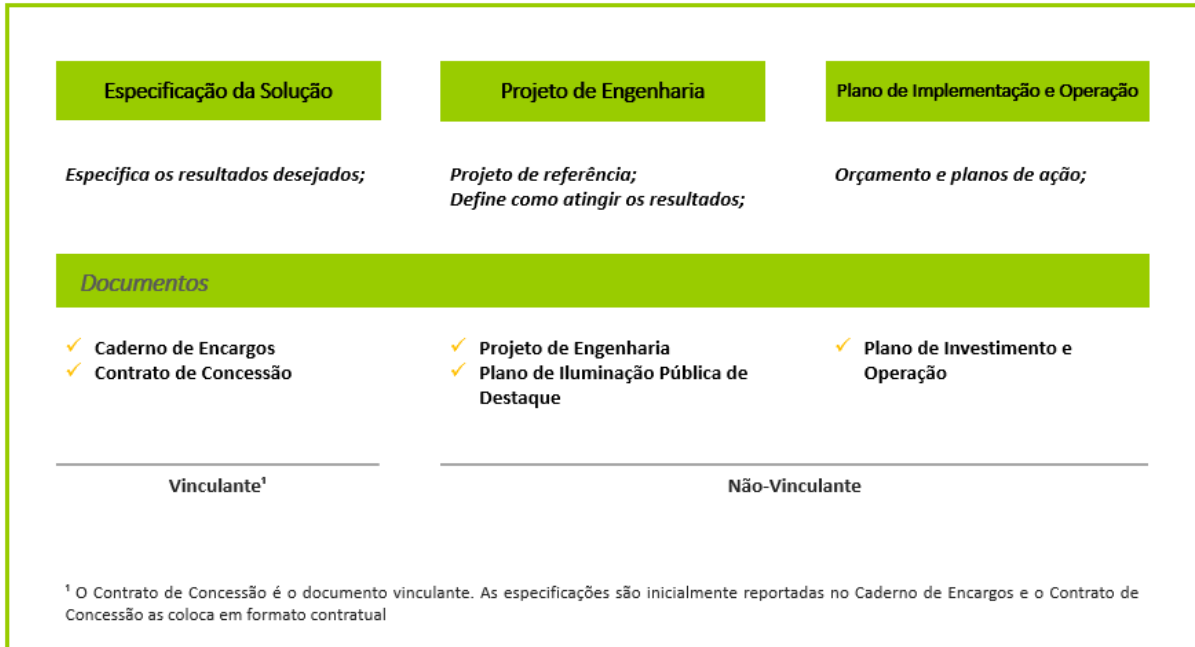 Especificação da Solução
Projeto de Engenharia
Plano de Implementação e Operação
Especifica os resultados desejados;
Projeto de referência;
Define como atingir os resultados;
Orçamento e planos de ação;
Documentos
✓ Caderno de Encargos
✓ Contrato de Concessão
✓ Projeto de Engenharia
✓ Plano de Iluminação Pública de
Destaque
✓ Plano de Investimento e
Operação
Vinculante¹
Não-Vinculante
¹ O Contrato de Concessão é o documento vinculante. As especificações são inicialmente reportadas no Caderno de Encargos e o Contrato de
Concessão as coloca em formato contratual